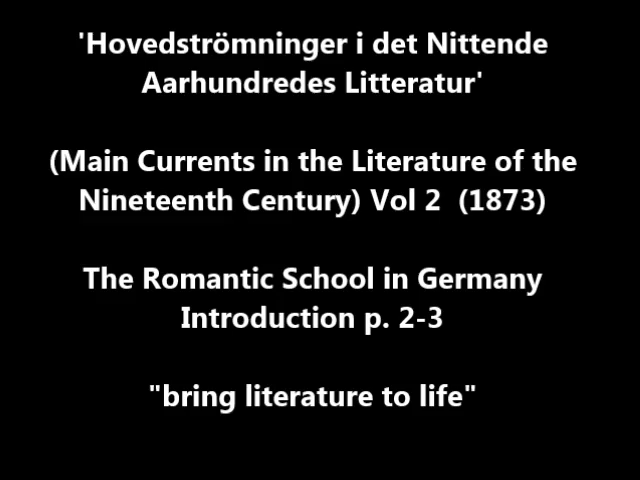 'Hovedströmninger i det Nittende
Aarhundredes Litteratur'
(Main Currents in the Literature of the
Nineteenth Century) Vol 2  (1873)
The Romantic School in Germany
Introduction p. 2-3
"bring literature to life"